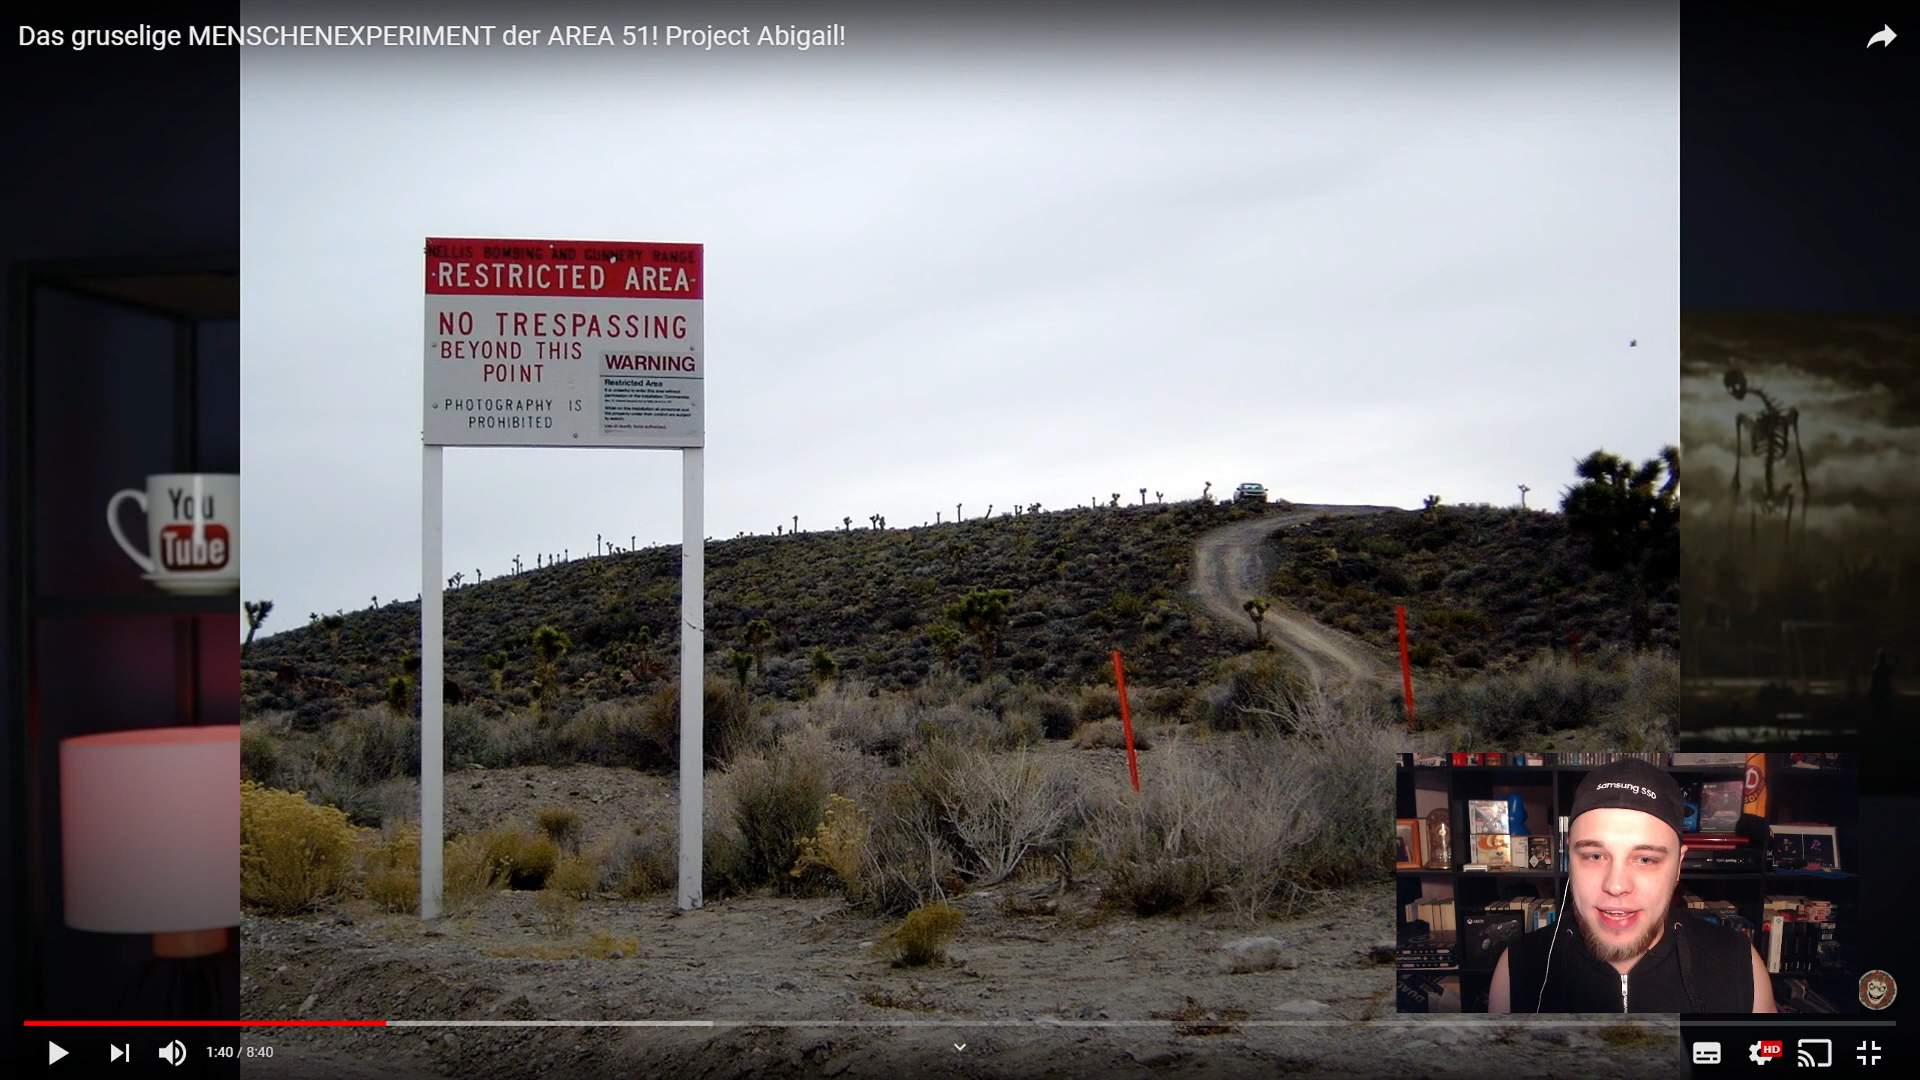 Das gruselige MENSCHENEXPERIMENT der AREA 51! Project Abigail!
NELLIS BOMBING AND GUNNERY RANGE
RESTRICTED AREA
NO TRESPASSING
BEYOND THIS
POINT
PHOTOGRAPHY IS
PROHIBITED
WARNING
Restricted Area
You
Tube
SAMSUNG SSD
1:40 / 8:40
HD